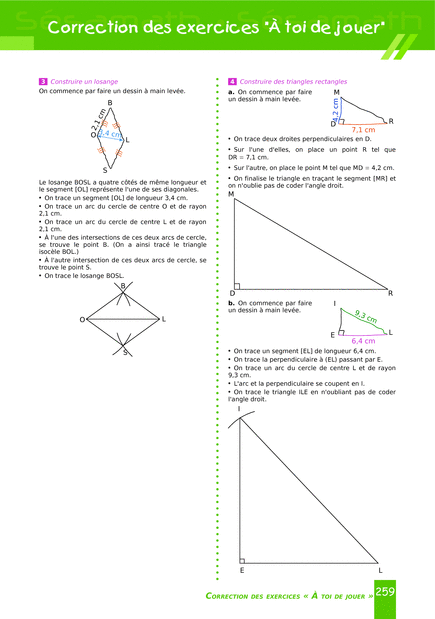 Correction des exercices "À toi de jouer"
3 Construire un losange
On commence par faire un dessin à main levée.
B
2,1 cm
O 3,4 cm L
S
Le losange BOSL a quatre côtés de même longueur et
le segment [OL] représente l'une de ses diagonales.
• On trace un segment [OL] de longueur 3,4 cm.
• On trace un arc du cercle de centre O et de rayon
2,1 cm.
• On trace un arc du cercle de centre L et de rayon
2,1 cm.
• À l'une des intersections de ces deux arcs de cercle,
se trouve le point B. (On a ainsi tracé le triangle
isocèle BOL.)
• À l'autre intersection de ces deux arcs de cercle, se
trouve le point S.
• On trace le losange BOSL.
B
O L
S
4 Construire des triangles rectangles
a. On commence par faire
un dessin à main levée.
M
4,2 cm
D R
7,1 cm
• On trace deux droites perpendiculaires en D.
• Sur l'une d'elles, on place un point R tel que
DR = 7,1 cm.
• Sur l'autre, on place le point M tel que MD = 4,2 cm.
• On finalise le triangle en traçant le segment [MR] et
on n'oublie pas de coder l'angle droit.
M
D R
b. On commence par faire
un dessin à main levée.
I
9,3 cm
E L
6,4 cm
• On trace un segment [EL] de longueur 6,4 cm.
• On trace la perpendiculaire à (EL) passant par E.
• On trace un arc du cercle de centre L et de rayon
9,3 cm.
• L'arc et la perpendiculaire se coupent en I.
• On trace le triangle ILE en n'oubliant pas de coder
l'angle droit.
I
E L
CORRECTION DES EXERCICES « À TOI DE JOUER » 259